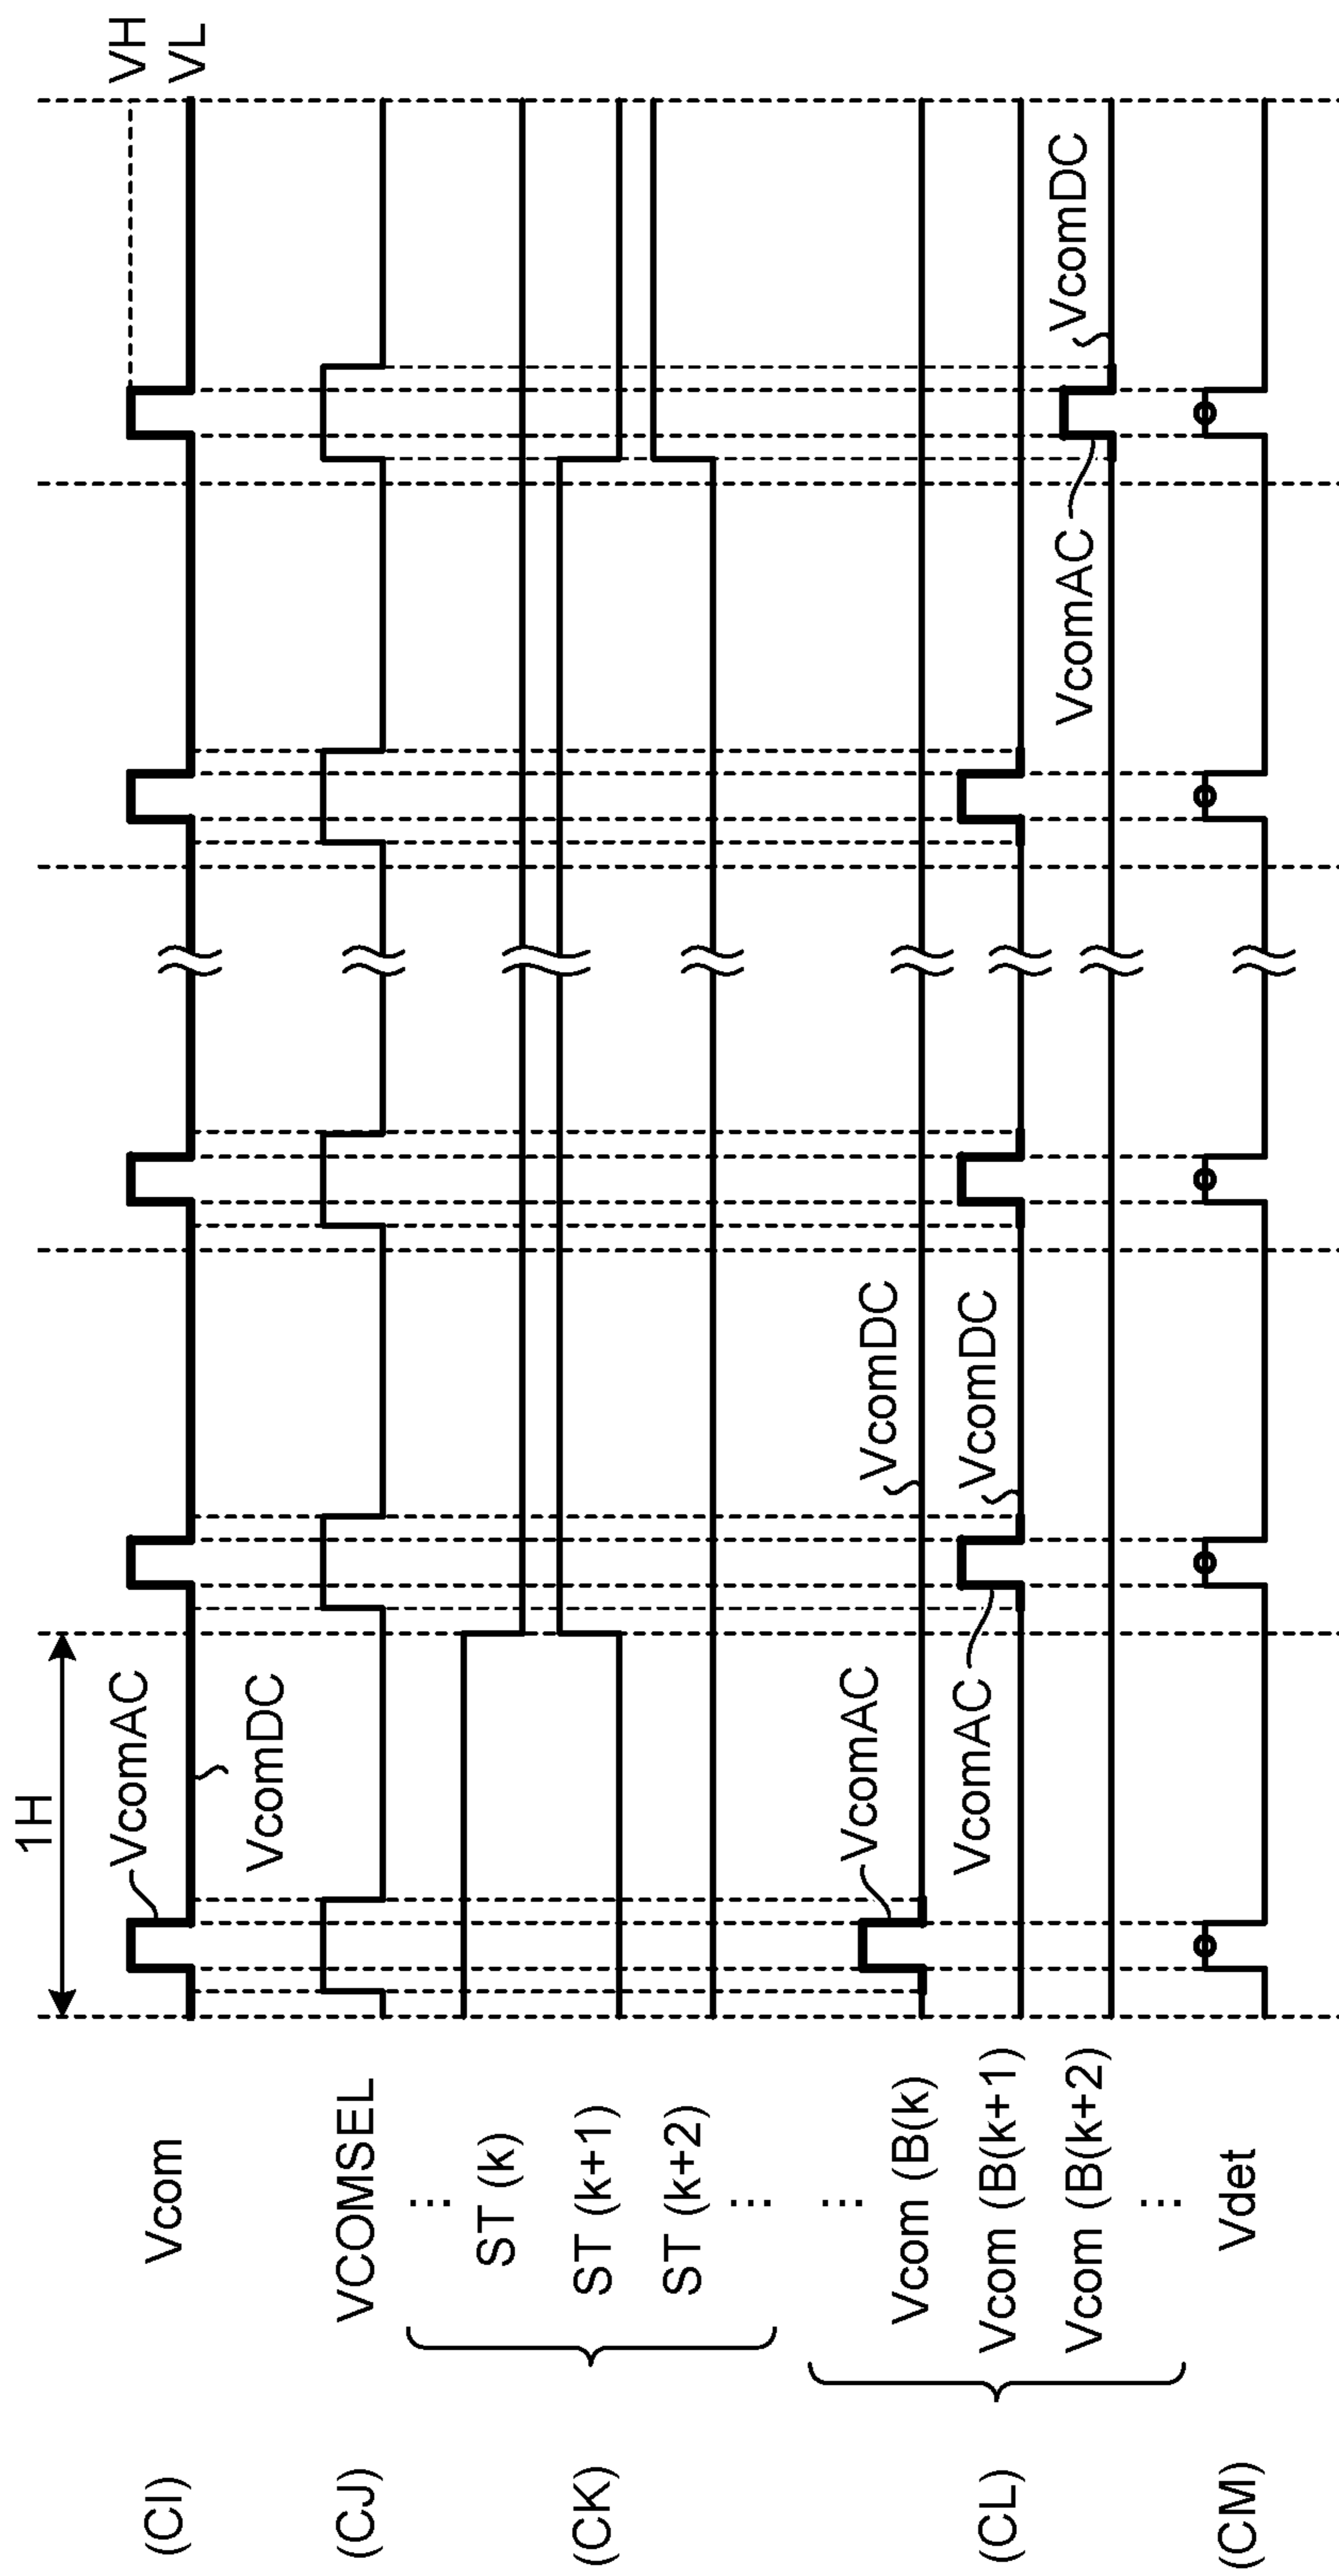 1H
VcomAC
VcomDC
VH
VL
(CI)
Vcom
(CJ)
VCOMSEL
⋮
(CK)
ST (k)
ST (k+1)
ST (k+2)
⋮
⋮
(CL)
Vcom (B(k)
VcomAC
VcomDC
Vcom (B(k+1)
VcomAC
VcomDC
Vcom (B(k+2)
VcomAC
VcomDC
⋮
(CM)
Vdet